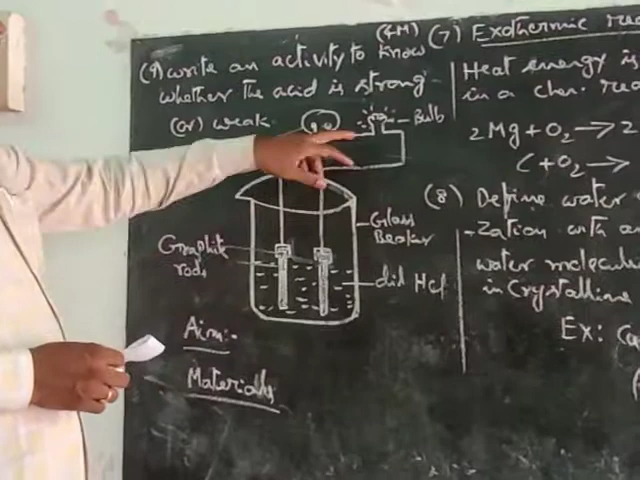 (4M)
(9) write an activity to know
whether the acid is strong
(or) weak
Bulb
Glass
Beaker
Graphite
rods
dil Hcl
Aim:-
Materials
(7) Exothermic
Heat energy is
in a chem. rea
2Mg + O₂ → 2
C + O₂ →
(8) Define water
-Zation with
water molecul
in Crystalline
Ex: